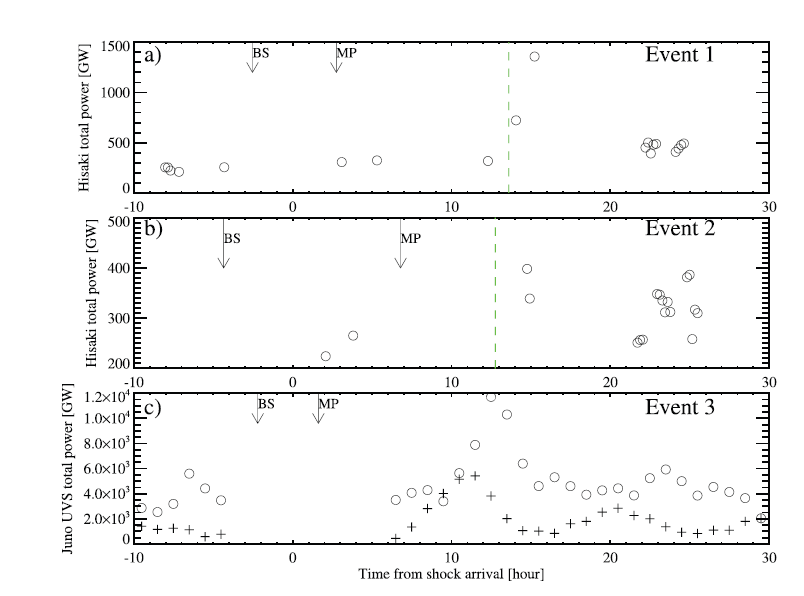 a)
BS
MP
Event 1
Hisaki total power [GW]
1500
1000
500
0
-10
0
10
20
30
b)
BS
MP
Event 2
Hisaki total power [GW]
500
400
300
200
-10
0
10
20
30
c)
BS
MP
Event 3
Juno UVS total power [GW]
1.2×10⁴
1.0×10⁴
8.0×10³
6.0×10³
4.0×10³
2.0×10³
0
-10
0
10
20
30
Time from shock arrival [hour]